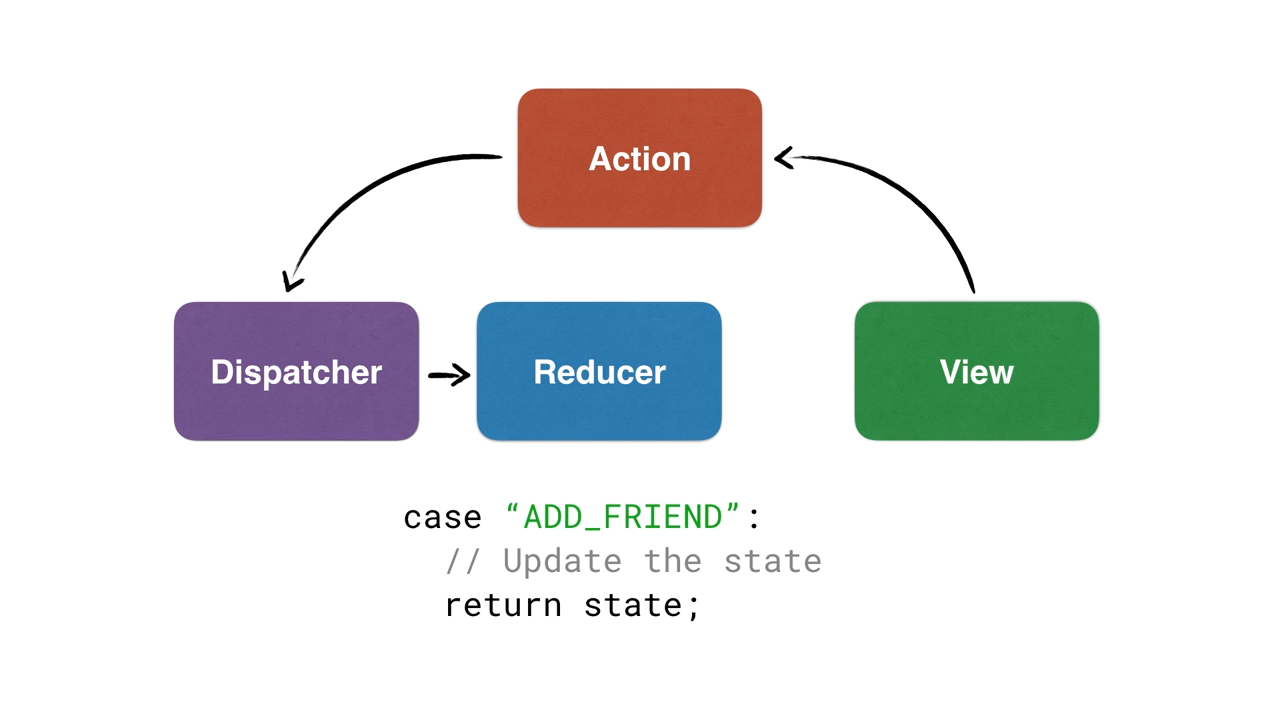 Action
Dispatcher
Reducer
View
case “ADD_FRIEND”:
// Update the state
return state;